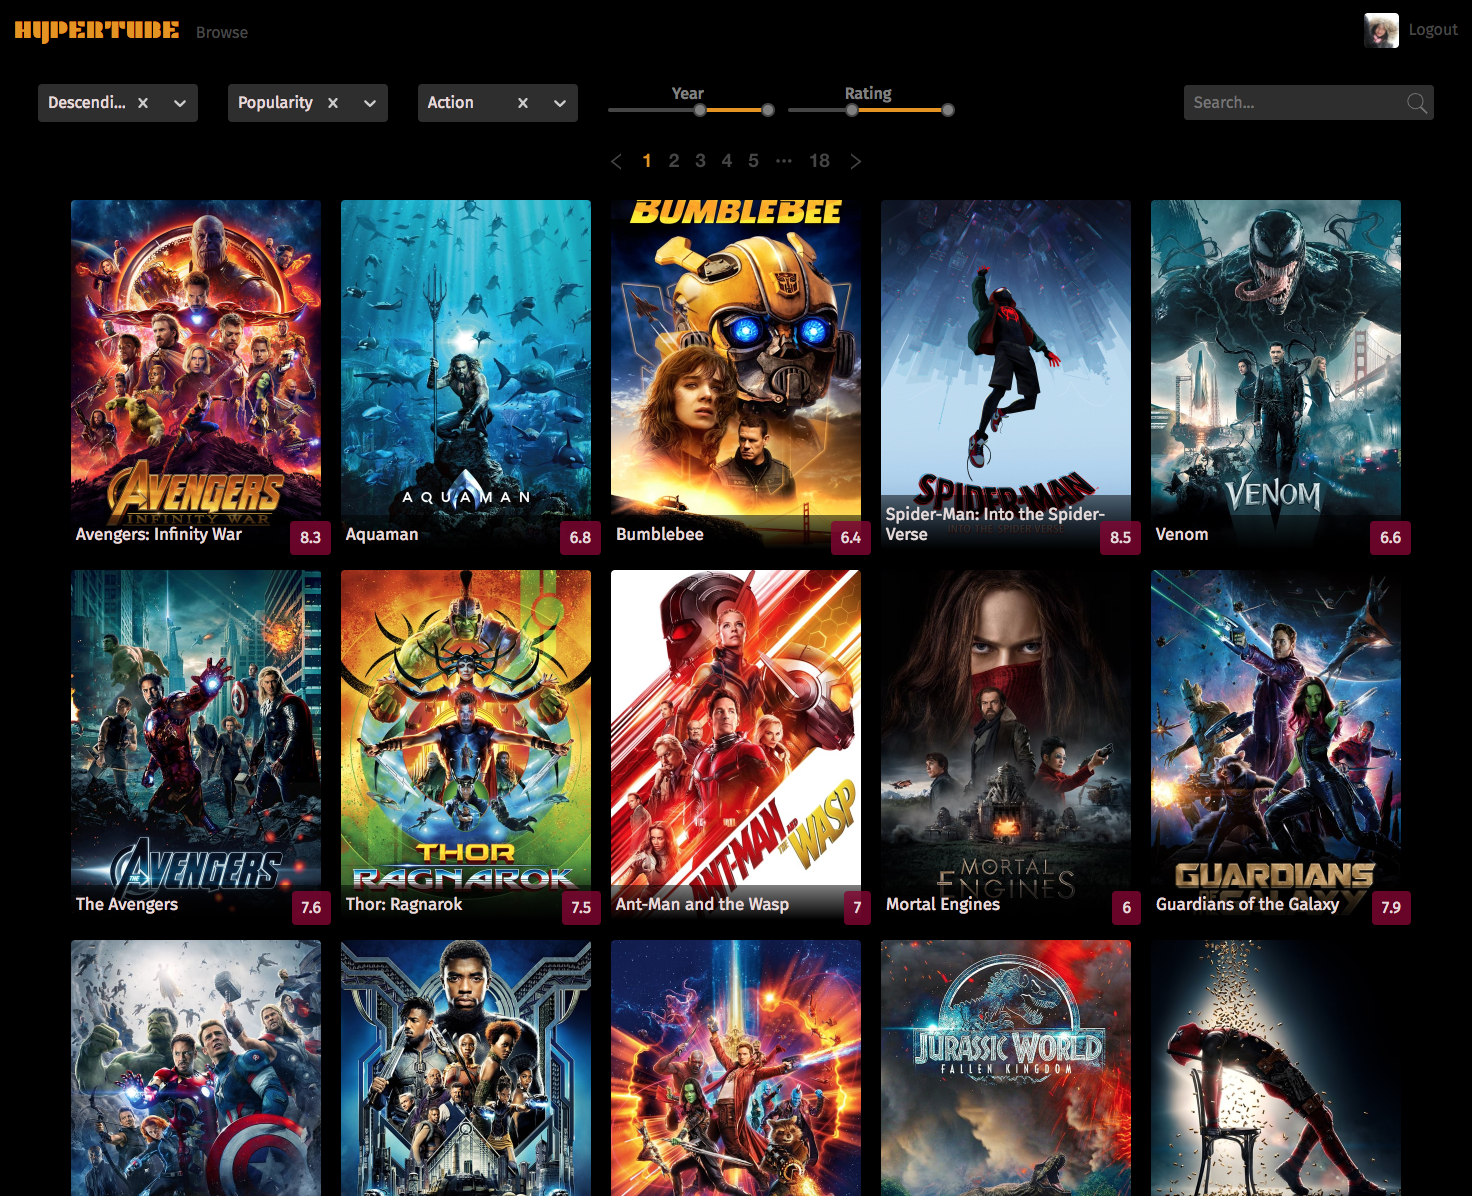 HYPERTUBE Browse Logout
Descendi... Popularity Action Year Rating Search...
1 2 3 4 5 ... 18
AVENGERS
INFINITY WAR
Avengers: Infinity War 8.3
AQUAMAN
Aquaman 6.8
BUMBLEBEE
Bumblebee 6.4
SPIDER-MAN
INTO THE SPIDER-VERSE
Spider-Man: Into the Spider-
Verse 8.5
VENOM
Venom 6.6
THE AVENGERS
The Avengers 7.6
THOR
RAGNAROK
Thor: Ragnarok 7.5
ANT-MAN
AND THE
WASP
Ant-Man and the Wasp 7
MORTAL
ENGINES
Mortal Engines 6
GUARDIANS
OF THE
GALAXY
Guardians of the Galaxy 7.9
JURASSIC WORLD
FALLEN KINGDOM